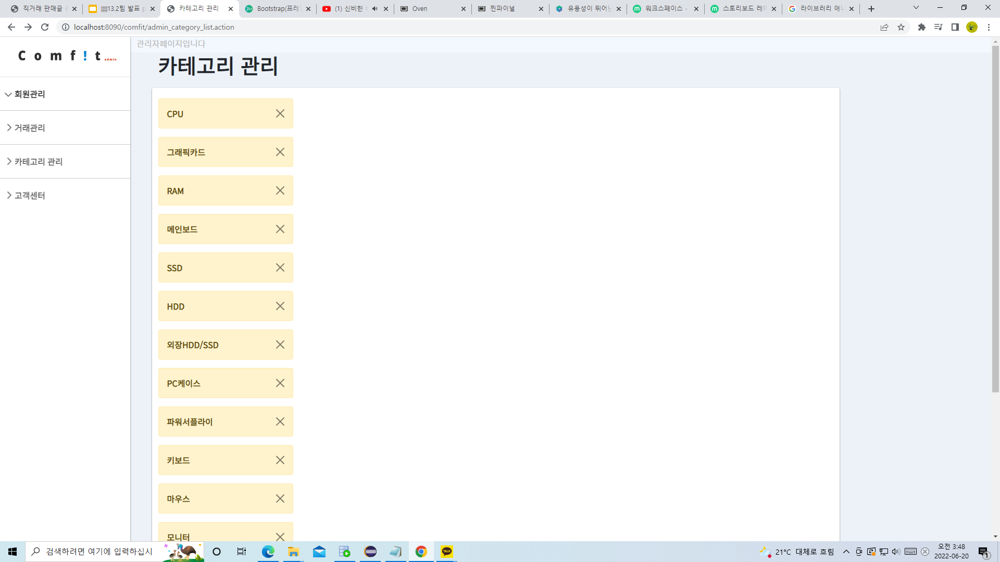 직거래 판매글
13.2팀 발표
카테고리 관리
Bootstrap(프레
(1) 신비한
Oven
찐파이널
유용성이 뛰어난
워크스페이스 -
스토리보드 레이
라이브러리 애니
localhost:8090/comfit/admin_category_list.action
관리자페이지입니다
Comf!t admin
카테고리 관리
회원관리
거래관리
카테고리 관리
고객센터
CPU
그래픽카드
RAM
메인보드
SSD
HDD
외장HDD/SSD
PC케이스
파워서플라이
키보드
마우스
모니터
검색하려면 여기에 입력하십시
TALK
21°C 대체로 흐림
오전 3:48
2022-06-20
1